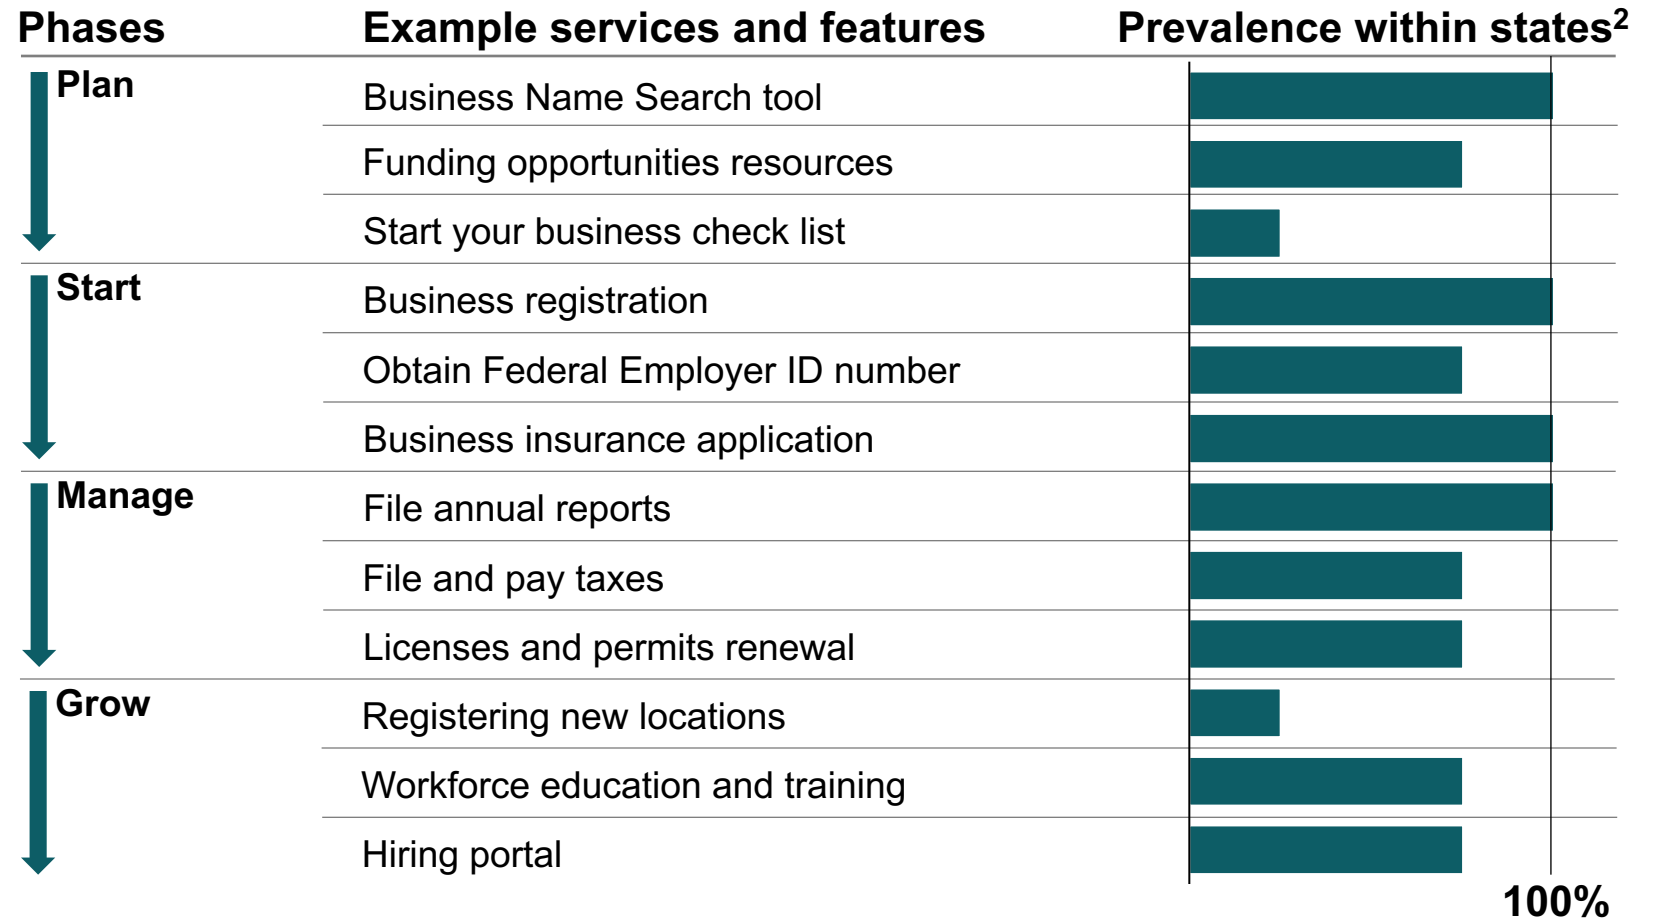 Phases Example services and features Prevalence within states²
Plan
Business Name Search tool
Funding opportunities resources
Start your business check list
Start
Business registration
Obtain Federal Employer ID number
Business insurance application
Manage
File annual reports
File and pay taxes
Licenses and permits renewal
Grow
Registering new locations
Workforce education and training
Hiring portal
100%